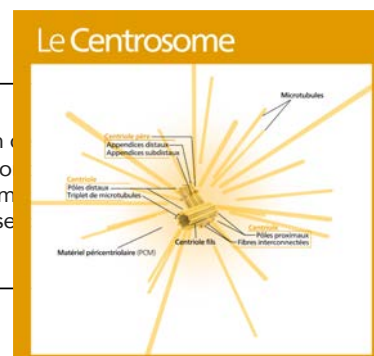 Le Centrosome
Microtubules
Centriole père
Appendices distaux
Appendices subdistaux
Centriole
Pôles distaux
Triplet de microtubules
Centriole
Pôles proximaux
Fibres interconnectées
Centriole fils
Matériel péricentriolaire (PCM)